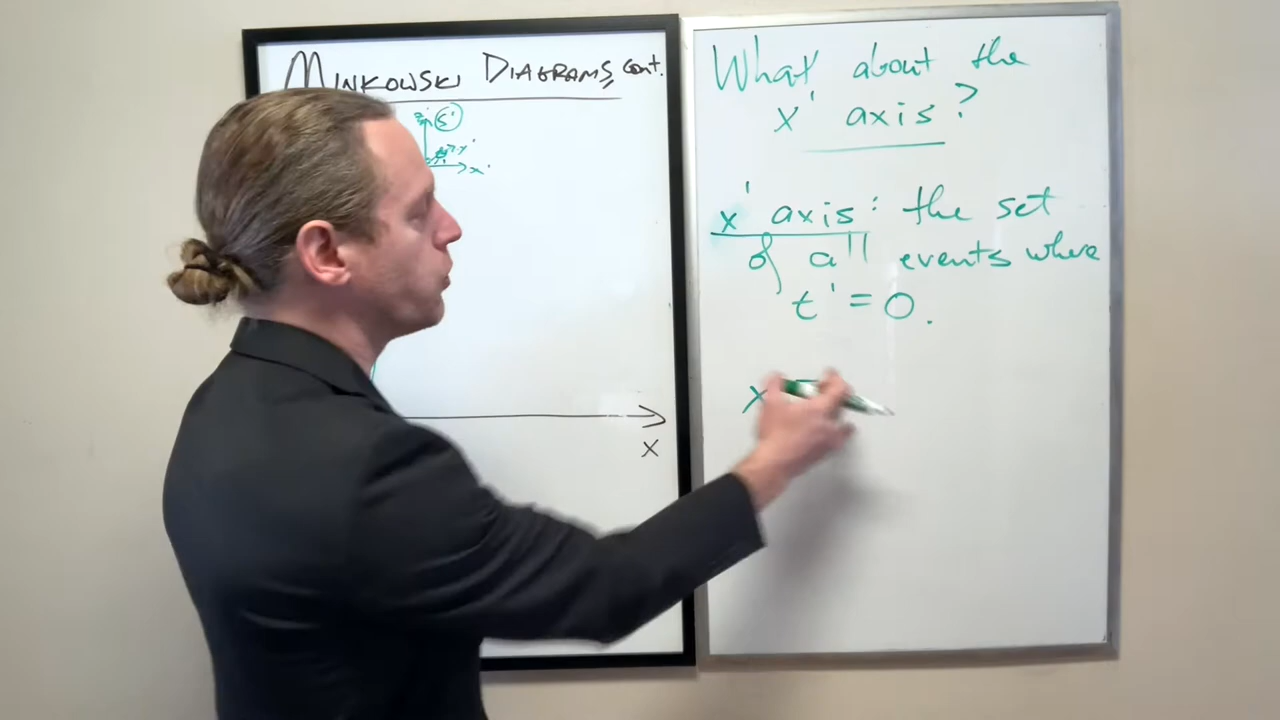 MINKOWSKI DIAGRAMS cont.
S'
x'
x
What about the
x' axis?
x' axis: the set
of all events where
t' = 0.
x